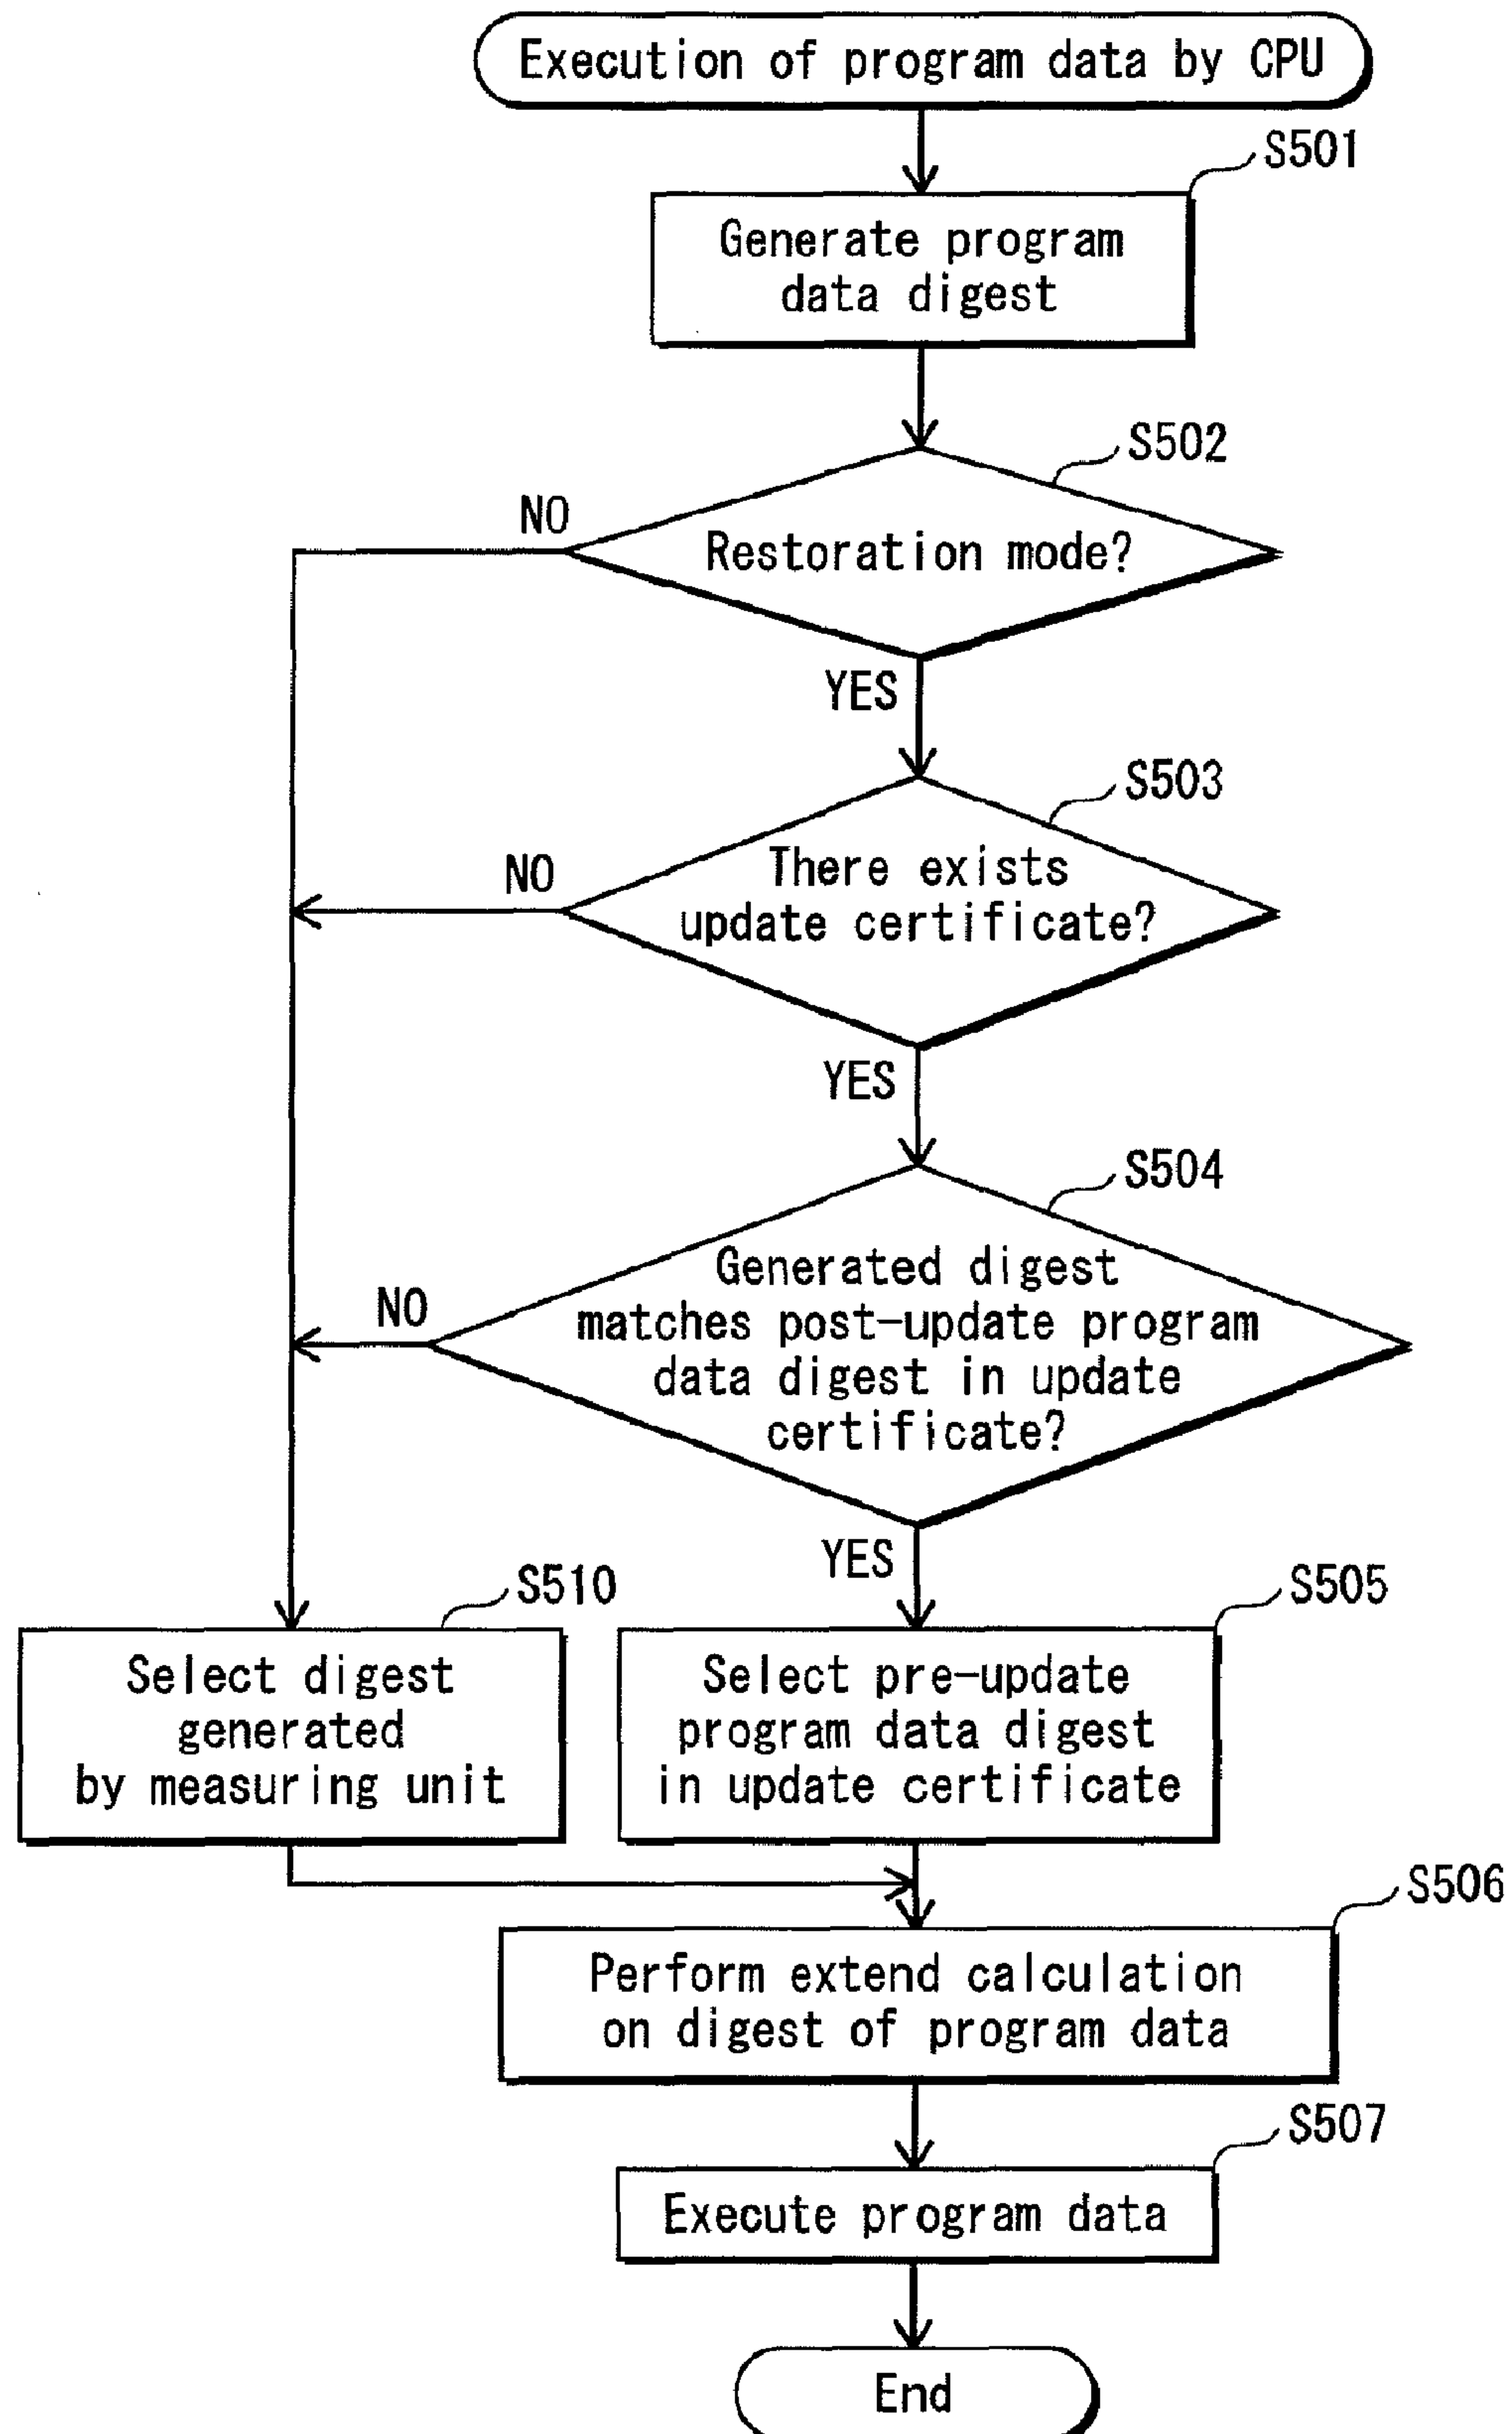 Execution of program data by CPU
S501
Generate program
data digest
S502
NO
Restoration mode?
YES
S503
NO
There exists
update certificate?
YES
S504
NO
Generated digest
matches post-update program
data digest in update
certificate?
YES
S510
Select digest
generated
by measuring unit
S505
Select pre-update
program data digest
in update certificate
S506
Perform extend calculation
on digest of program data
S507
Execute program data
End